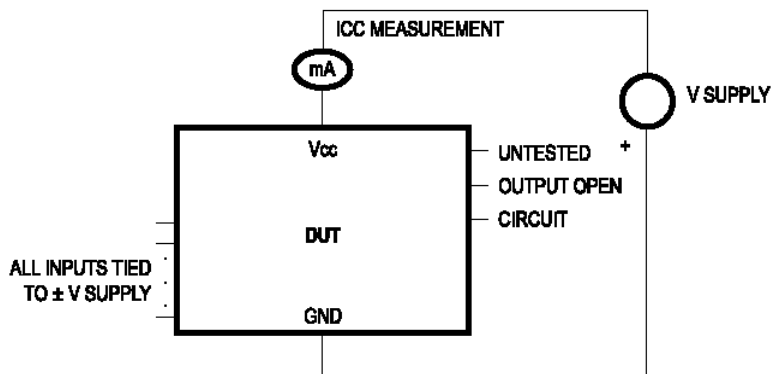 ICC MEASUREMENT
mA
V SUPPLY
Vcc
+
UNTESTED
OUTPUT OPEN
CIRCUIT
DUT
ALL INPUTS TIED
TO ± V SUPPLY
GND